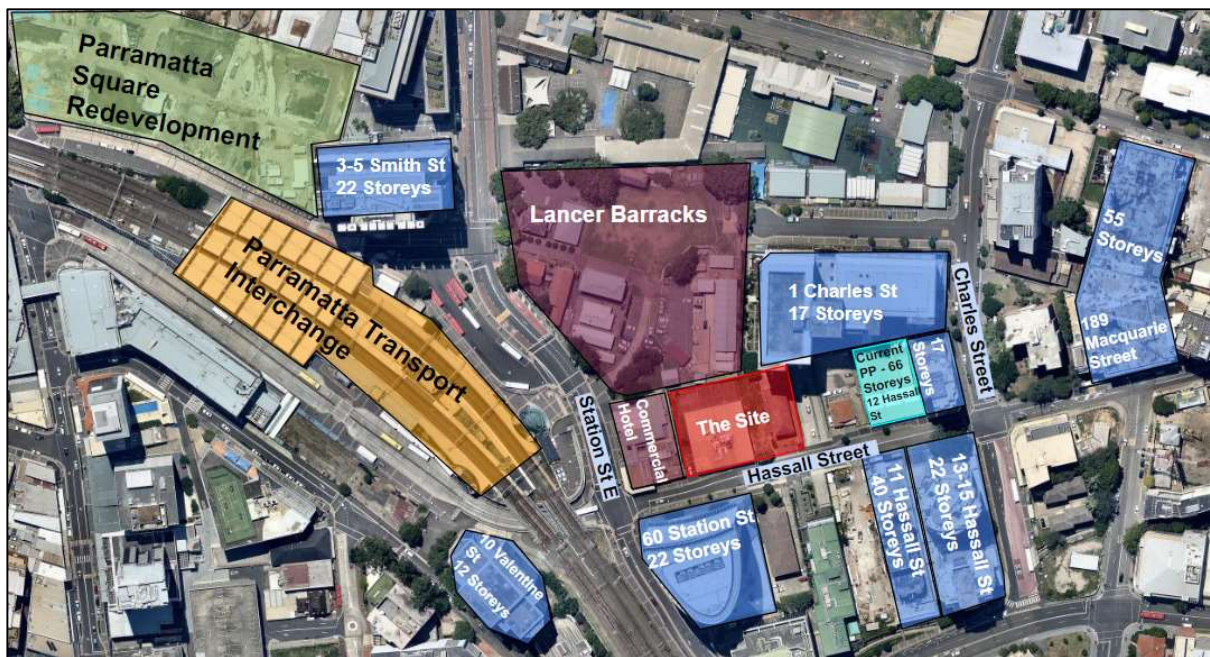 Parramatta
Square
Redevelopment
3-5 Smith St
22 Storeys
Lancer Barracks
55
Storeys
189
Macquarie
Street
Parramatta Transport
Interchange
1 Charles St
17 Storeys
Charles Street
Current
PP - 66
Storeys
12 Hassall
St
17
Storeys
Station St E
Commercial
Hotel
The Site
Hassall Street
60 Station St
22 Storeys
11 Hassall St
40 Storeys
13-15 Hassall St
22 Storeys
10 Valentine
St
12 Storeys